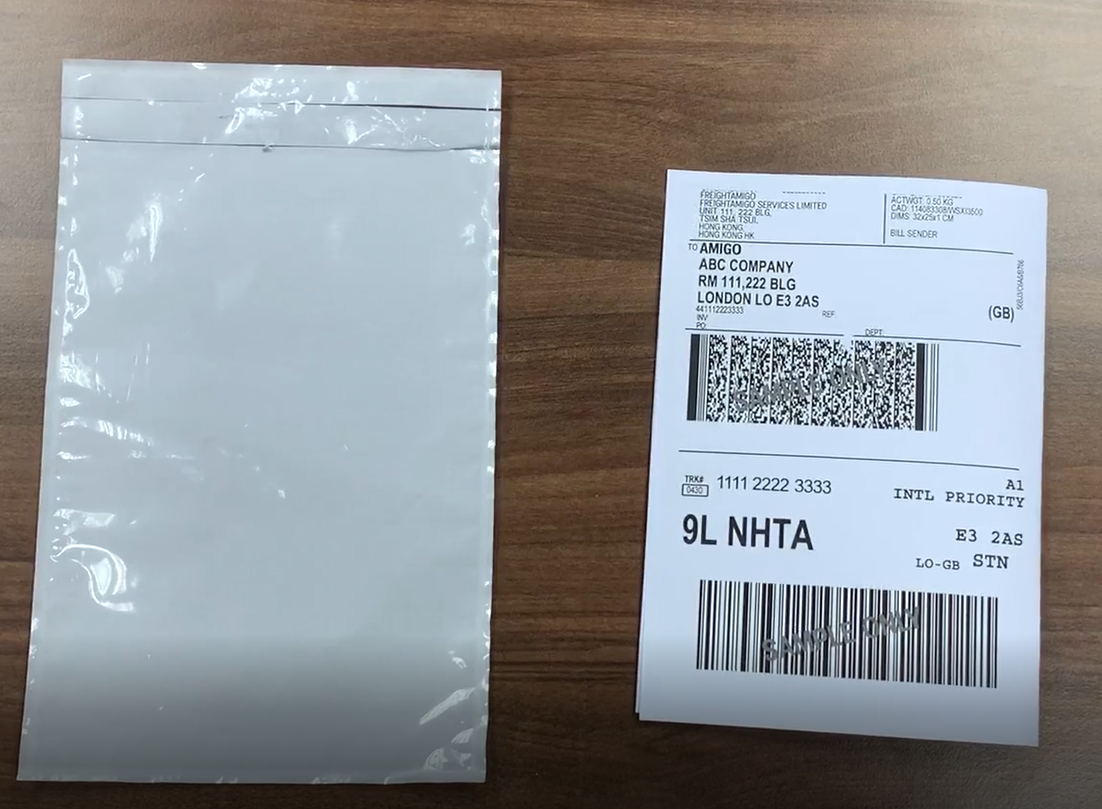 FREIGHTAMIGO
FREIGHTAMIGO SERVICES LIMITED
UNIT 111, 222 BLG,
TSIM SHA TSUI,
HONG KONG
HONG KONG HK
ACTWGT: 0.50 KG
CAD: 114083308/WSXI3500
DIMS: 32x25x1 CM
BILL SENDER
TO AMIGO
ABC COMPANY
RM 111,222 BLG
LONDON LO E3 2AS
(GB)
441112223333 REF:
INV:
PO: DEPT:
SAMPLE ONLY
TRK# 1111 2222 3333
0430
A1
INTL PRIORITY
9L NHTA
E3 2AS
LO-GB STN
SAMPLE ONLY